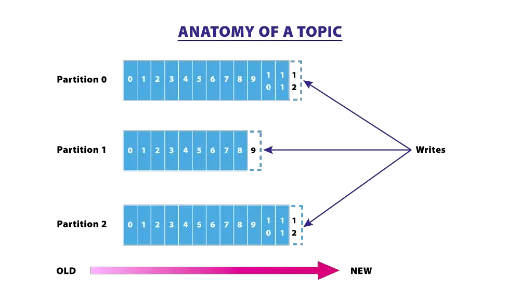 ANATOMY OF A TOPIC
Partition 0 0 1 2 3 4 5 6 7 8 9 10 11 12
Partition 1 0 1 2 3 4 5 6 7 8 9 Writes
Partition 2 0 1 2 3 4 5 6 7 8 9 10 11 12
OLD NEW